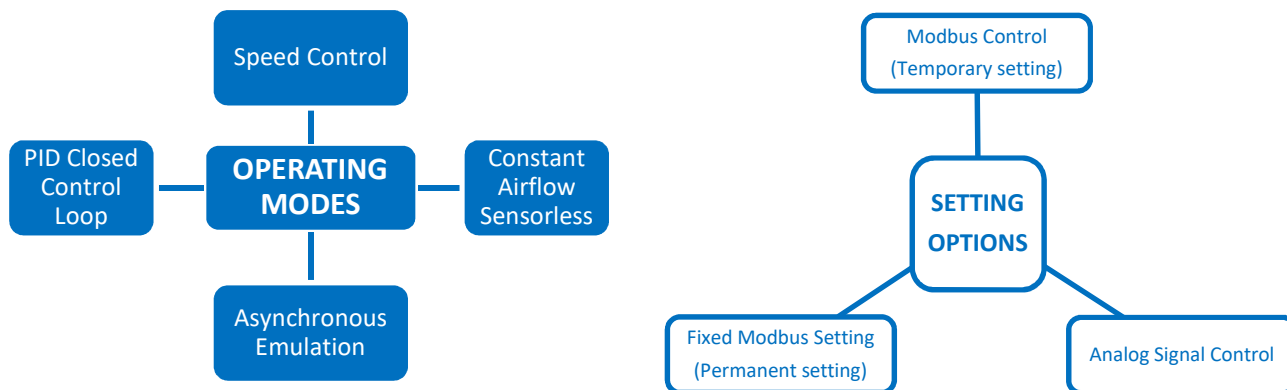 Speed Control
PID Closed
Control
Loop
OPERATING
MODES
Constant
Airflow
Sensorless
Asynchronous
Emulation
Modbus Control
(Temporary setting)
SETTING
OPTIONS
Fixed Modbus Setting
(Permanent setting)
Analog Signal Control